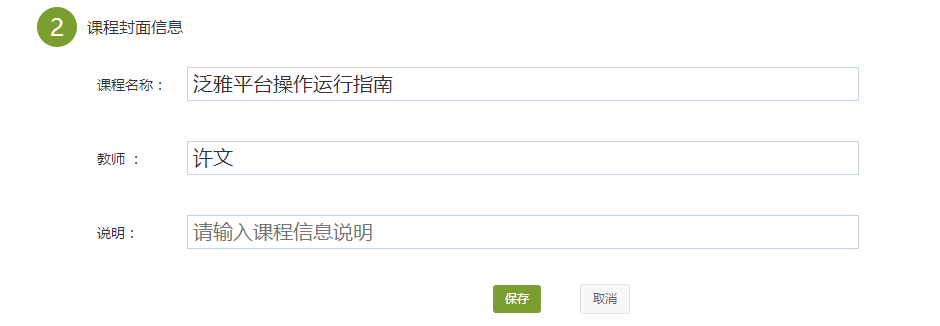 2 课程封面信息
课程名称： 泛雅平台操作运行指南
教师 ： 许文
说明： 请输入课程信息说明
保存 取消